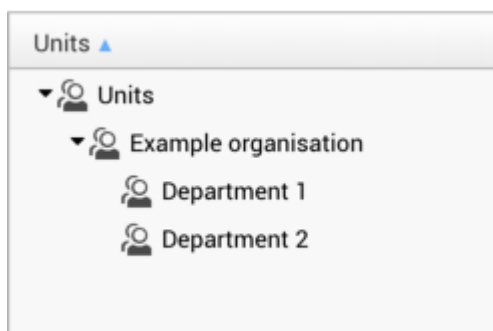 Units
Units
Example organisation
Department 1
Department 2